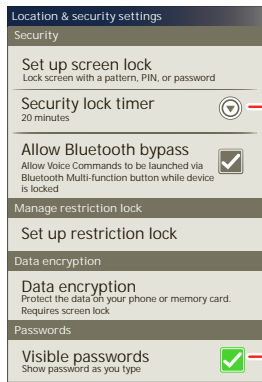 Location & security settings
Security
Set up screen lock
Lock screen with a pattern, PIN, or password
Security lock timer
20 minutes
Allow Bluetooth bypass
Allow Voice Commands to be launched via
Bluetooth Multi-function button while device
is locked
Manage restriction lock
Set up restriction lock
Data encryption
Data encryption
Protect the data on your phone or memory card.
Requires screen lock
Passwords
Visible passwords
Show password as you type